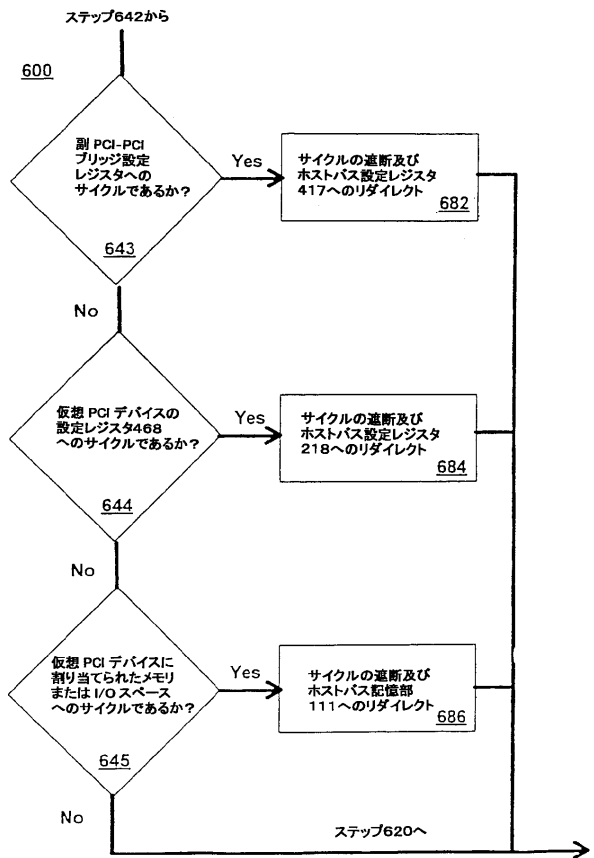 ステップ642から
600
副 PCI-PCI
ブリッジ設定
レジスタへの
サイクルであるか？
643
Yes
サイクルの遮断及び
ホストバス設定レジスタ
417へのリダイレクト
682
No
仮想 PCI デバイスの
設定レジスタ468
へのサイクルであるか？
644
Yes
サイクルの遮断及び
ホストバス設定レジスタ
218へのリダイレクト
684
No
仮想 PCI デバイスに
割り当てられたメモリ
または I/O スペース
へのサイクルであるか？
645
Yes
サイクルの遮断及び
ホストバス記憶部
111へのリダイレクト
686
No
ステップ620へ